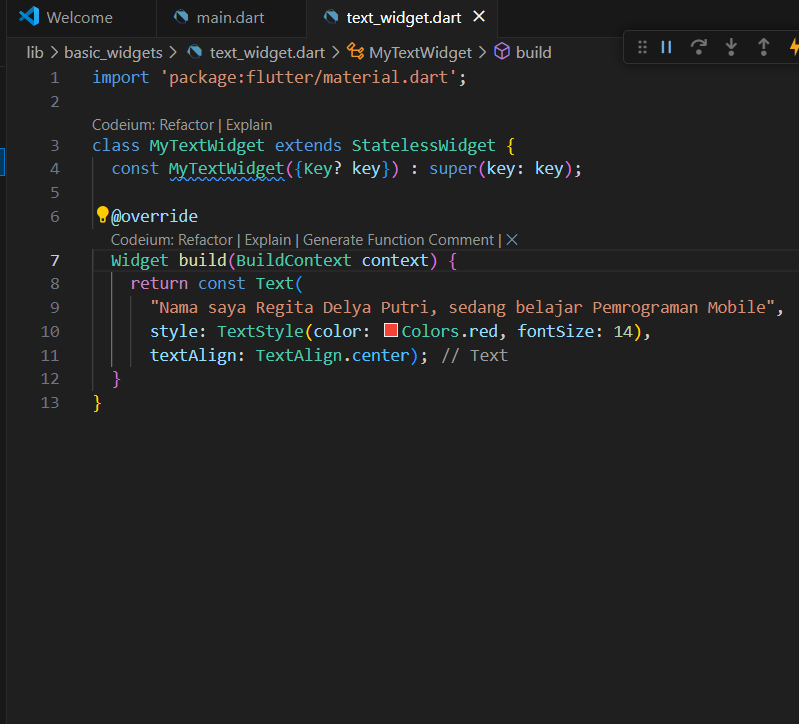 Welcome main.dart text_widget.dart
lib > basic_widgets > text_widget.dart > MyTextWidget > build
1 import 'package:flutter/material.dart';
2
Codeium: Refactor | Explain
3 class MyTextWidget extends StatelessWidget {
4 const MyTextWidget({Key? key}) : super(key: key);
5
6 @override
Codeium: Refactor | Explain | Generate Function Comment | ×
7 Widget build(BuildContext context) {
8 return const Text(
9 "Nama saya Regita Delya Putri, sedang belajar Pemrograman Mobile",
10 style: TextStyle(color: Colors.red, fontSize: 14),
11 textAlign: TextAlign.center); // Text
12 }
13 }